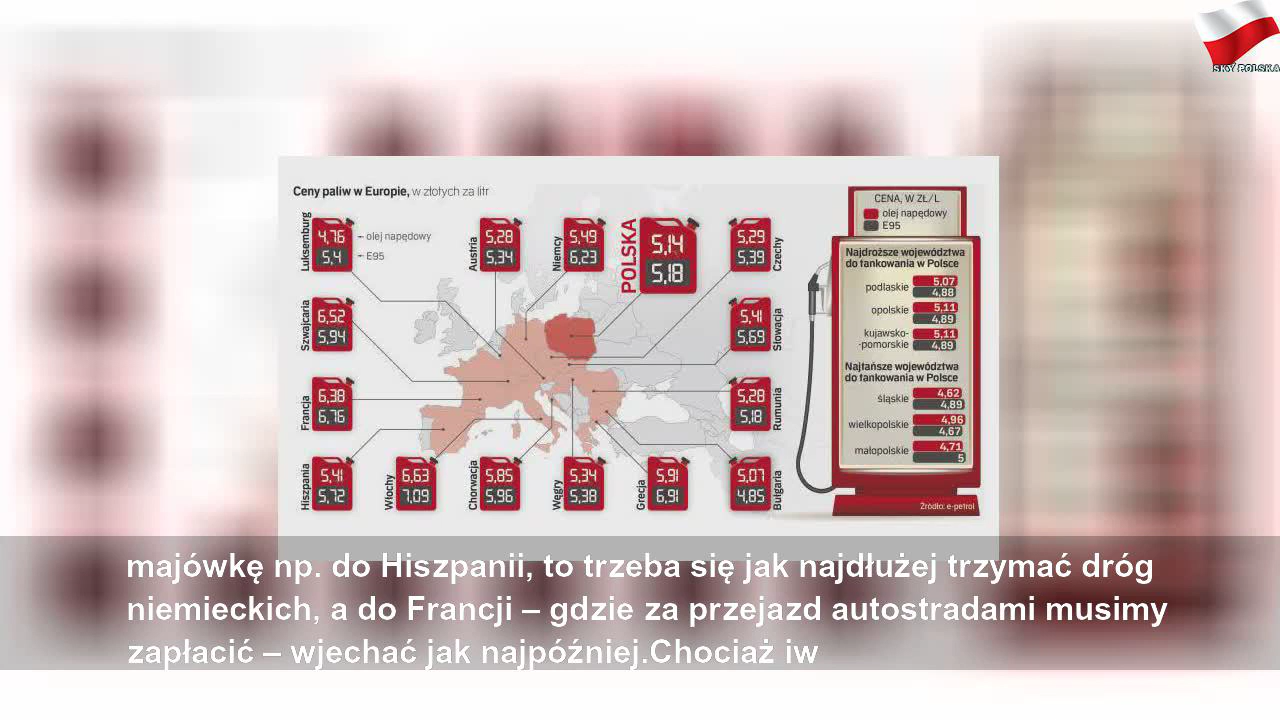 SKY POLSKA
Ceny paliw w Europie, w złotych za litr
Luksemburg
4,76
5,4
olej napędowy
E95
Austria
5,28
5,34
Niemcy
5,49
6,23
POLSKA
5,14
5,18
5,29
5,39
Czechy
Szwajcaria
6,52
5,94
5,41
5,69
Słowacja
Francja
6,38
6,76
5,28
5,18
Rumunia
Hiszpania
5,41
5,72
Włochy
6,63
7,09
Chorwacja
5,85
5,96
Węgry
5,34
5,38
Grecja
5,91
6,91
5,07
4,85
Bułgaria
CENA, W ZŁ/L
olej napędowy
E95
Najdroższe województwa
do tankowania w Polsce
podlaskie 5,07
4,88
opolskie 5,11
4,89
kujawsko-
-pomorskie 5,11
4,89
Najtańsze województwa
do tankowania w Polsce
śląskie 4,62
4,89
wielkopolskie 4,96
4,67
małopolskie 4,71
5
Źródło: e-petrol
majówkę np. do Hiszpanii, to trzeba się jak najdłużej trzymać dróg
niemieckich, a do Francji – gdzie za przejazd autostradami musimy
zapłacić – wjechać jak najpóźniej.Chociaż iw